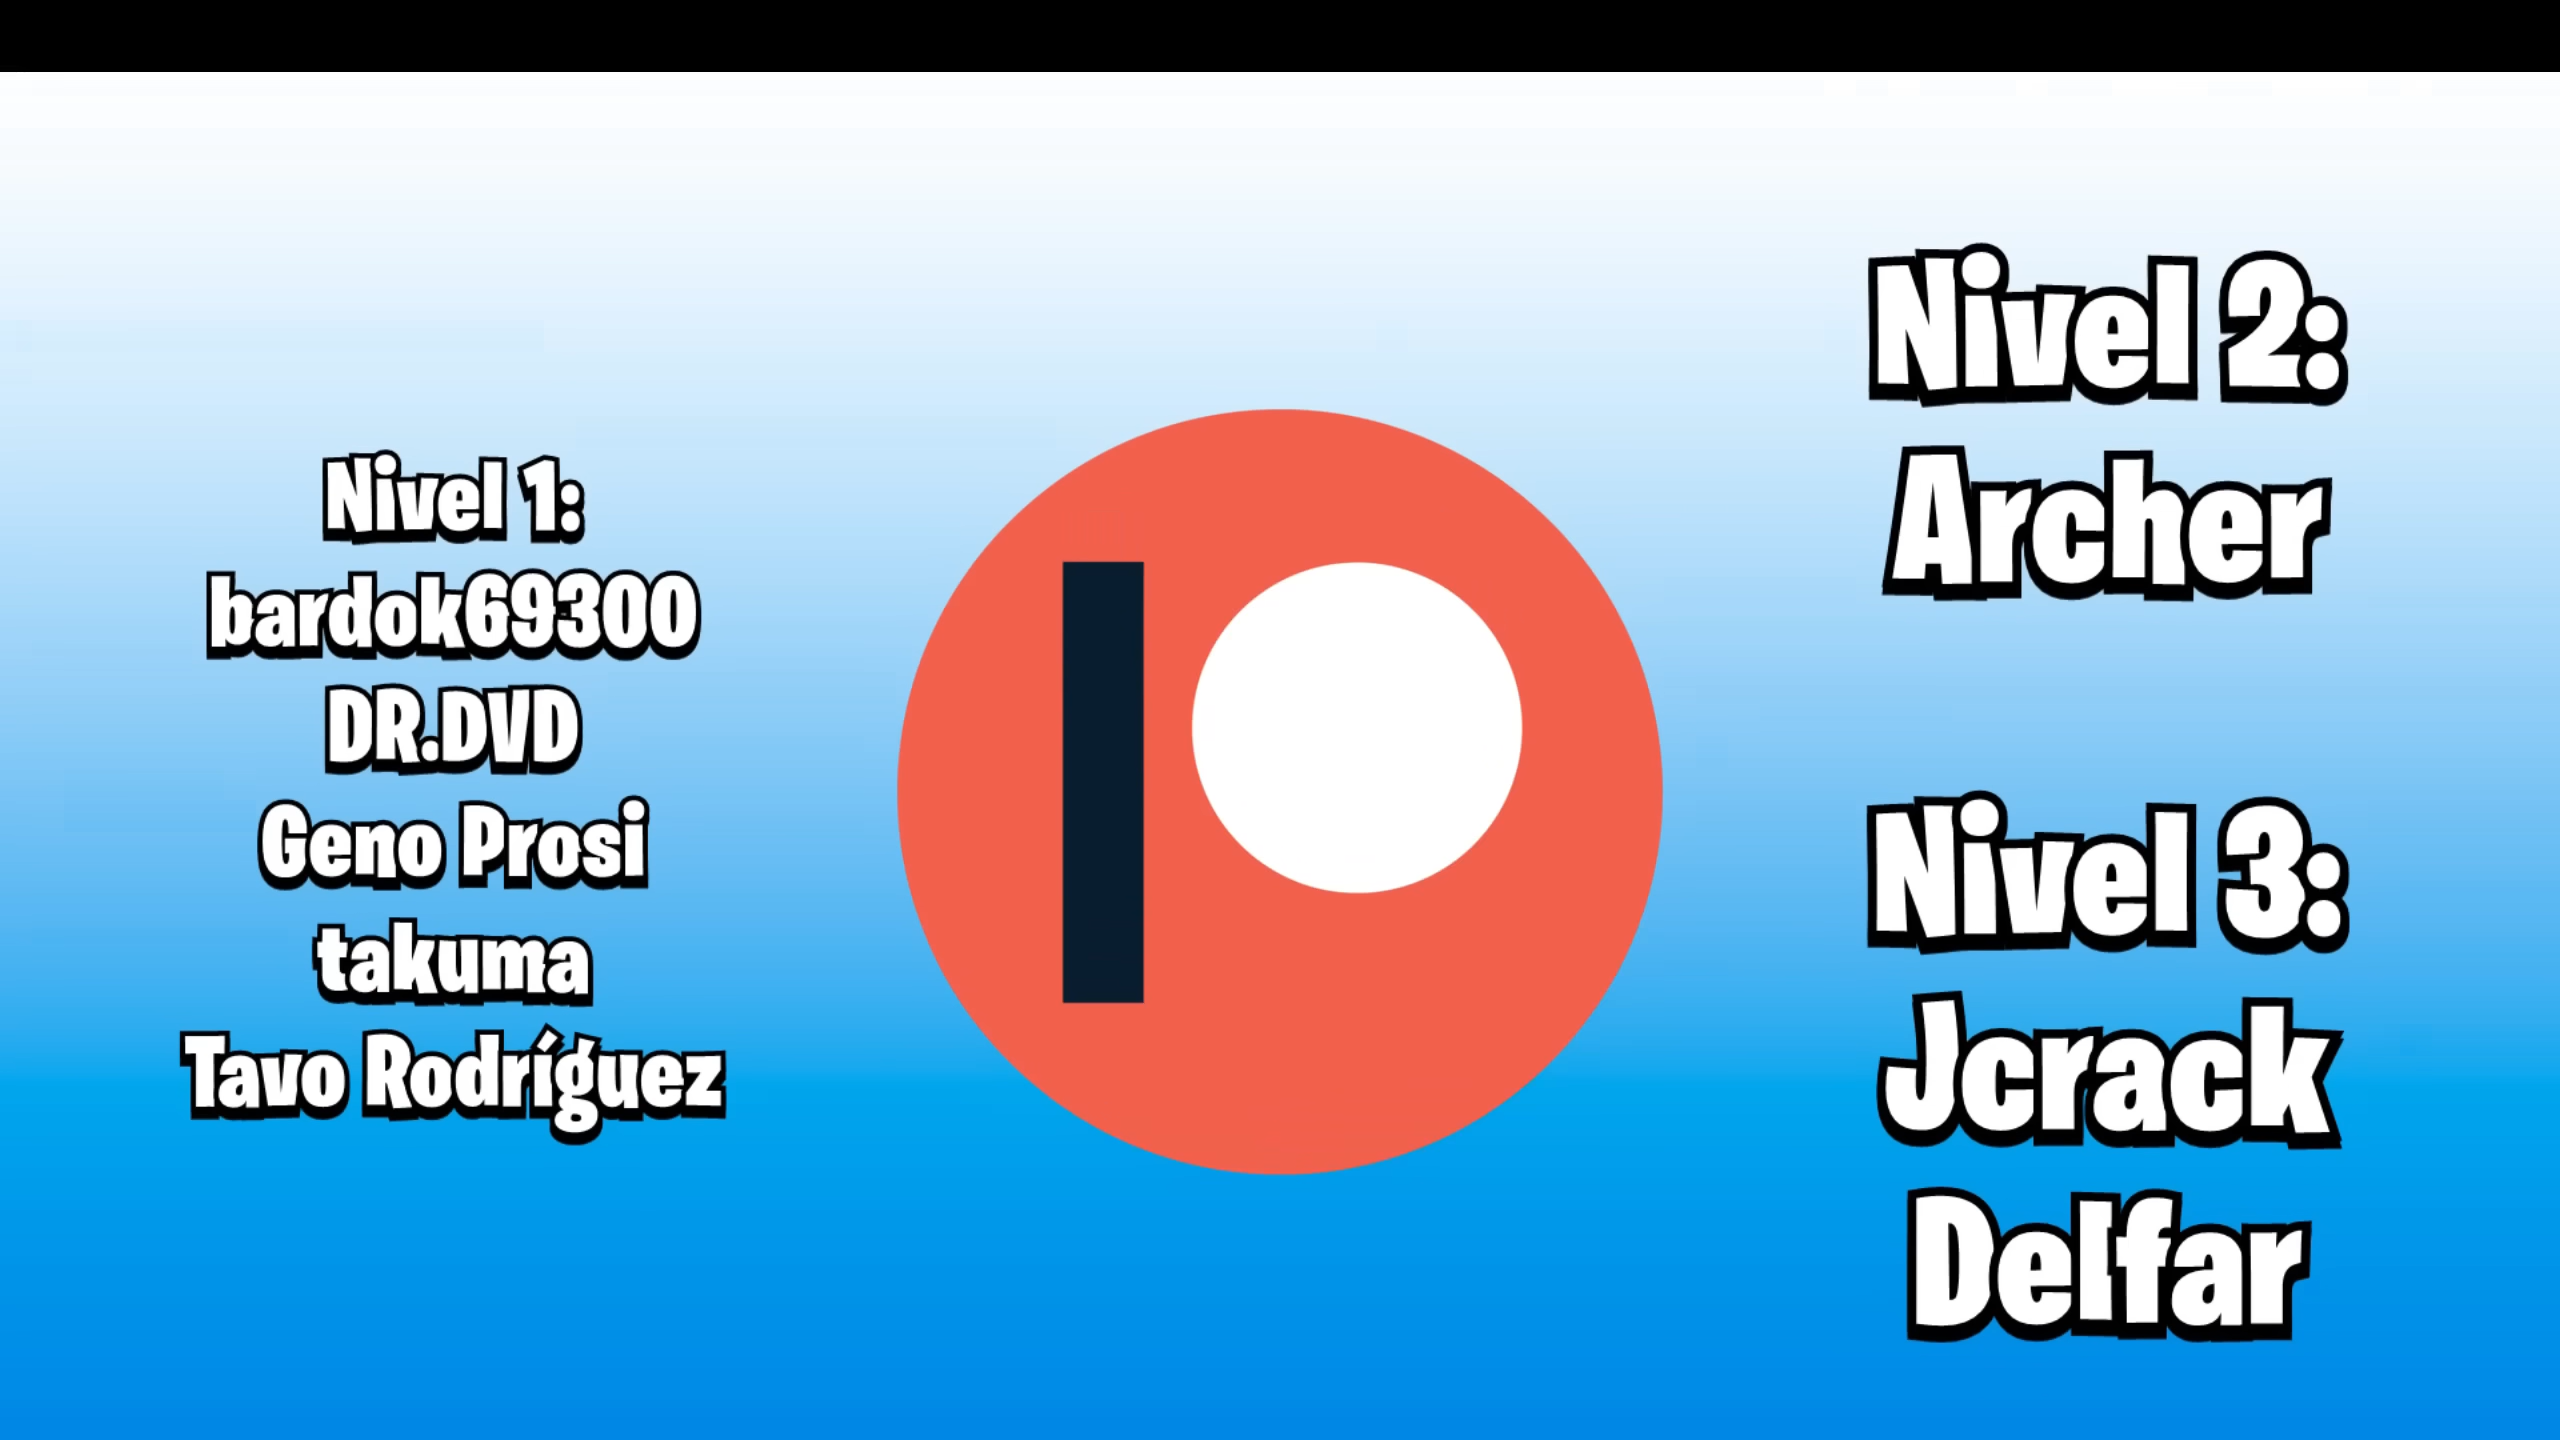 Nivel 1:
bardok69300
DR.DVD
Geno Prosi
takuma
Tavo Rodríguez
Nivel 2:
Archer
Nivel 3:
Jcrack
Delfar